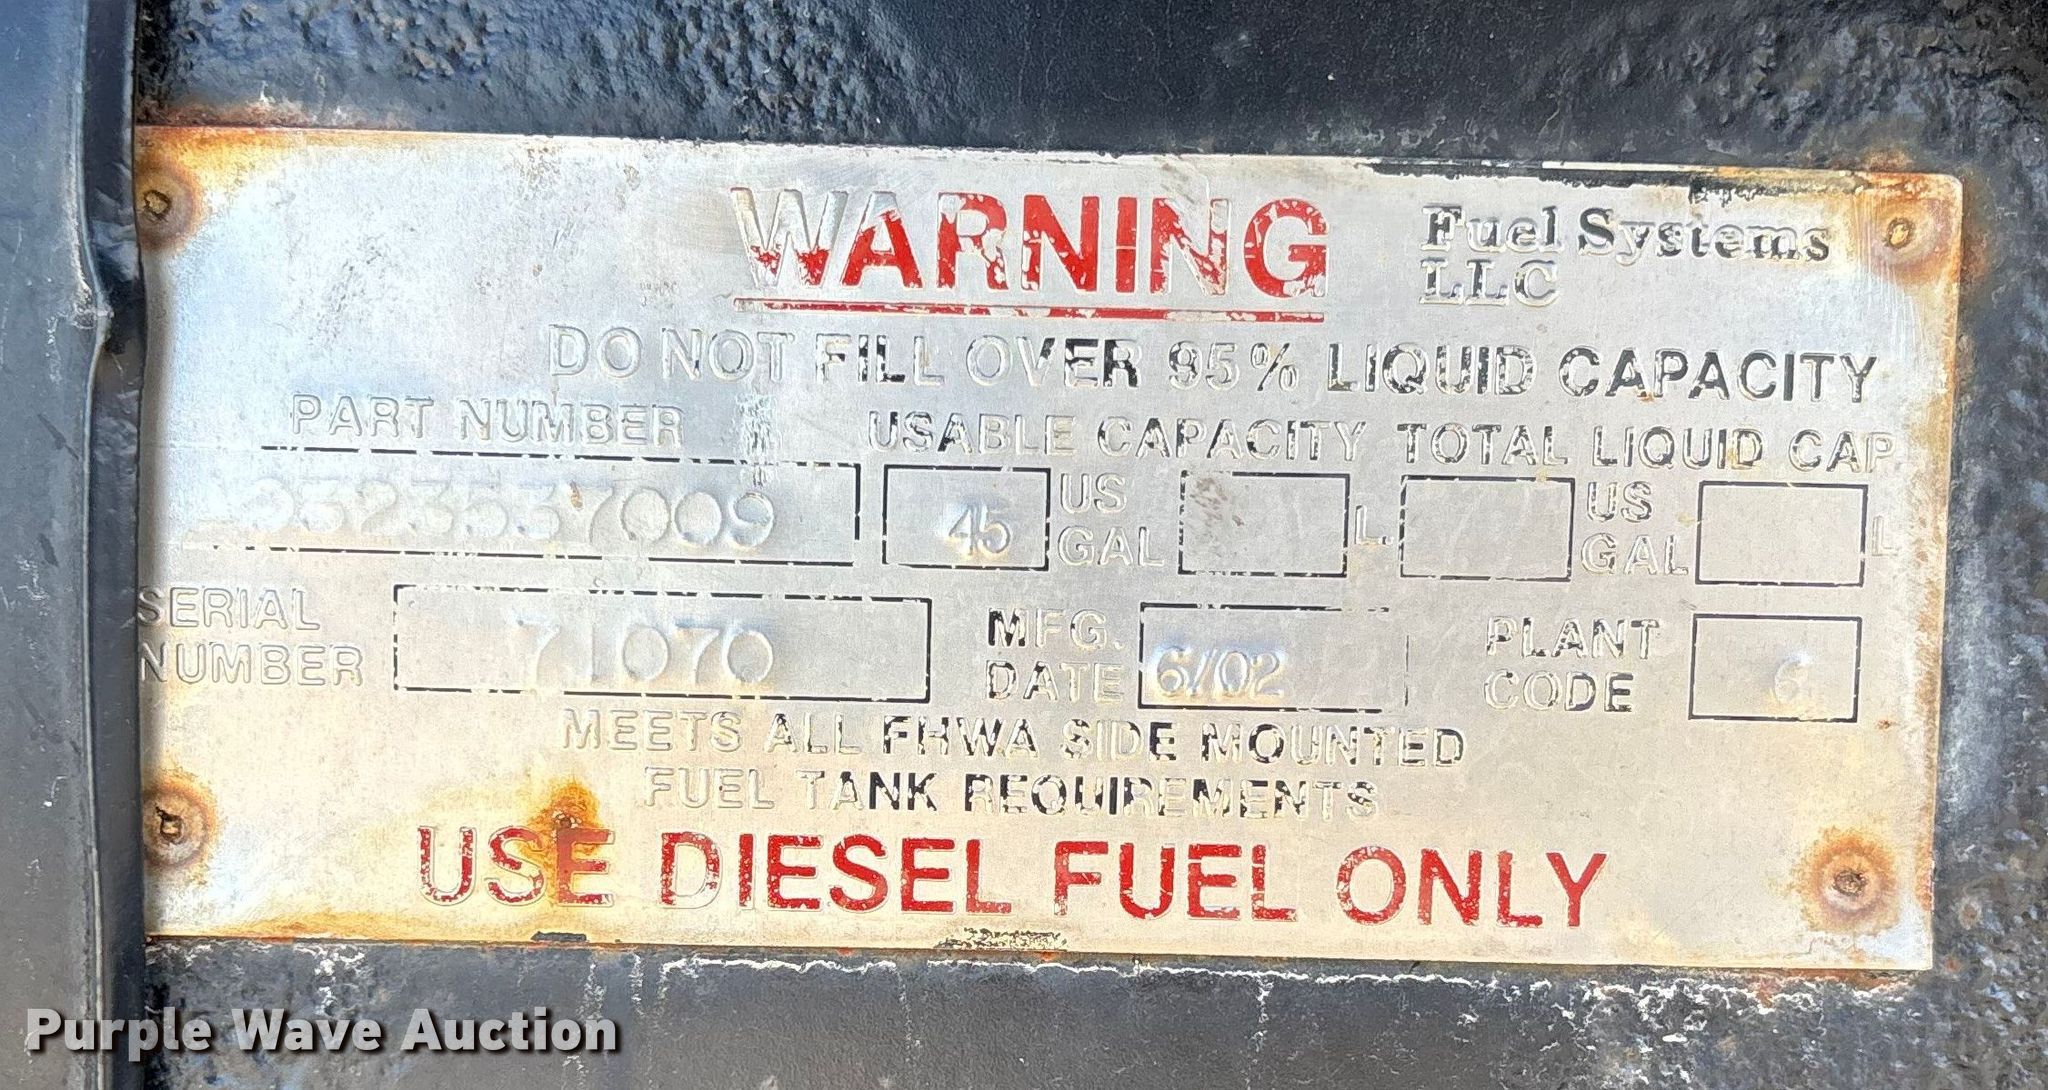 WARNING Fuel Systems
LLC
DO NOT FILL OVER 95% LIQUID CAPACITY
PART NUMBER USABLE CAPACITY TOTAL LIQUID CAP
3323537009 45 US GAL L. US GAL L
SERIAL NUMBER 71070 MFG. DATE 6/02 PLANT CODE 6
MEETS ALL FHWA SIDE MOUNTED
FUEL TANK REQUIREMENTS
USE DIESEL FUEL ONLY
Purple Wave Auction